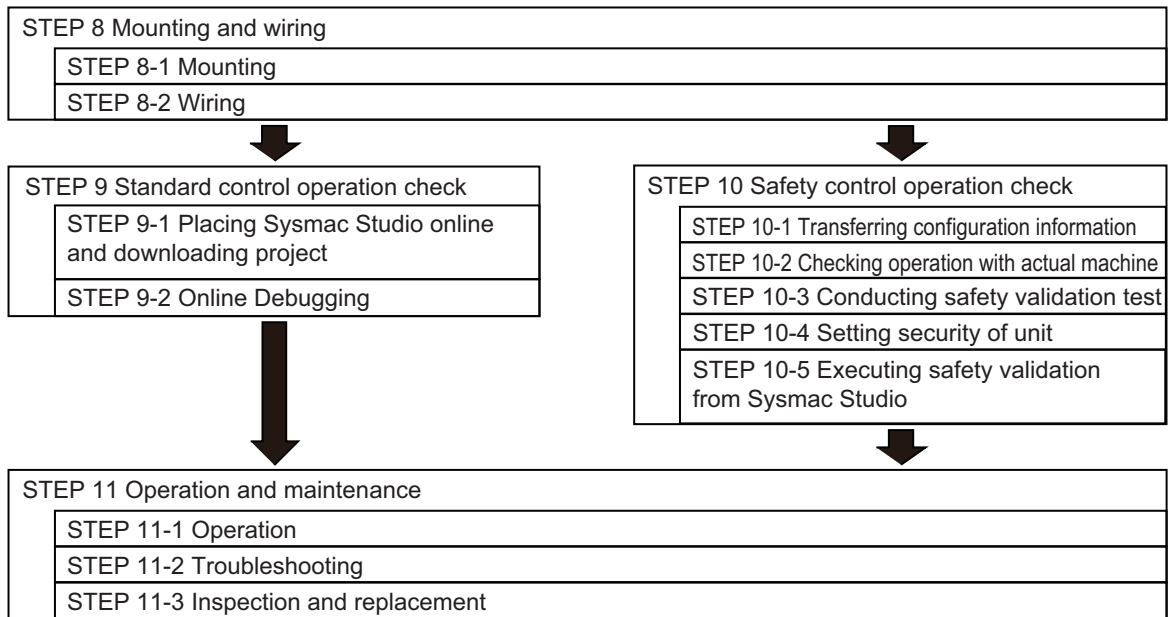 STEP 8 Mounting and wiring
STEP 8-1 Mounting
STEP 8-2 Wiring
STEP 9 Standard control operation check
STEP 9-1 Placing Sysmac Studio online
and downloading project
STEP 9-2 Online Debugging
STEP 10 Safety control operation check
STEP 10-1 Transferring configuration information
STEP 10-2 Checking operation with actual machine
STEP 10-3 Conducting safety validation test
STEP 10-4 Setting security of unit
STEP 10-5 Executing safety validation
from Sysmac Studio
STEP 11 Operation and maintenance
STEP 11-1 Operation
STEP 11-2 Troubleshooting
STEP 11-3 Inspection and replacement